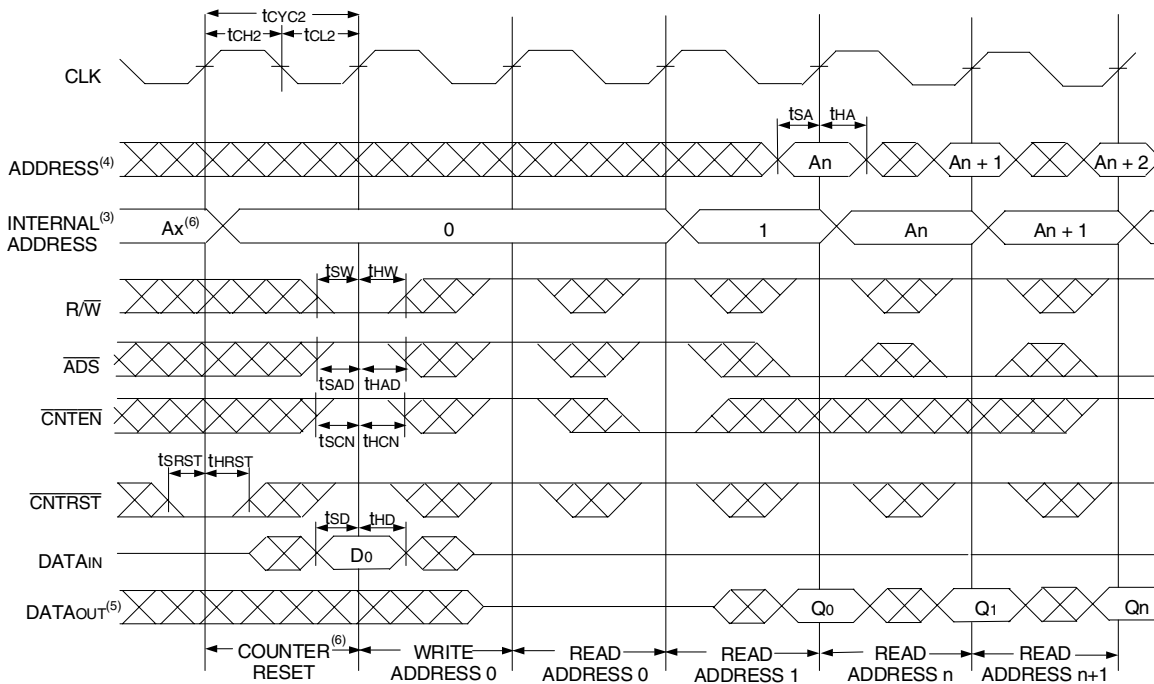 tCYC2
tCH2 tCL2
CLK
tSA tHA
ADDRESS(4) An An + 1 An + 2
INTERNAL(3) ADDRESS Ax(6) 0 1 An An + 1
tSW tHW
R/W
ADS
tSAD tHAD
CNTEN
tSCN tHCN
tSRST tHRST
CNTRST
tSD tHD
DATAIN D0
DATAOUT(5) Q0 Q1 Qn
COUNTER(6) RESET
WRITE ADDRESS 0
READ ADDRESS 0
READ ADDRESS 1
READ ADDRESS n
READ ADDRESS n+1